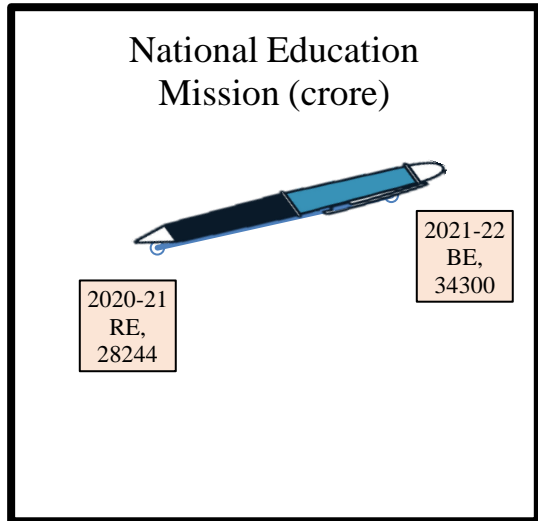 National Education
Mission (crore)
2021-22
BE,
34300
2020-21
RE,
28244